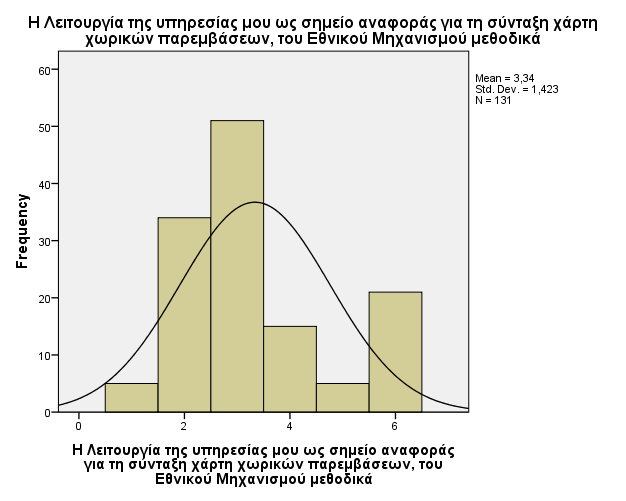 Η Λειτουργία της υπηρεσίας μου ως σημείο αναφοράς για τη σύνταξη χάρτη
χωρικών παρεμβάσεων, του Εθνικού Μηχανισμού μεθοδικά
Mean = 3,34
Std. Dev. = 1,423
N = 131
Frequency
60
50
40
30
20
10
0
0 2 4 6
Η Λειτουργία της υπηρεσίας μου ως σημείο αναφοράς
για τη σύνταξη χάρτη χωρικών παρεμβάσεων, του
Εθνικού Μηχανισμού μεθοδικά